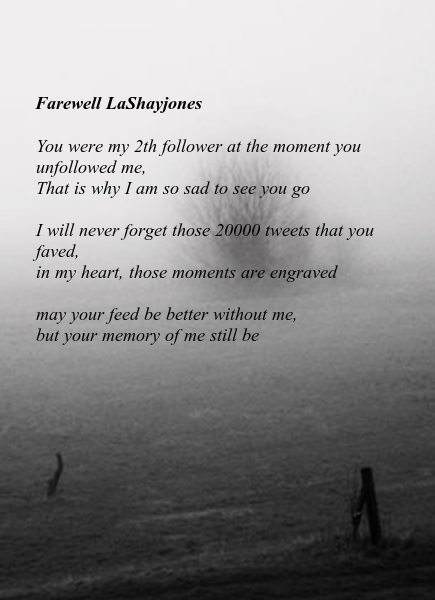 Farewell LaShayjones
You were my 2th follower at the moment you
unfollowed me,
That is why I am so sad to see you go
I will never forget those 20000 tweets that you
faved,
in my heart, those moments are engraved
may your feed be better without me,
but your memory of me still be